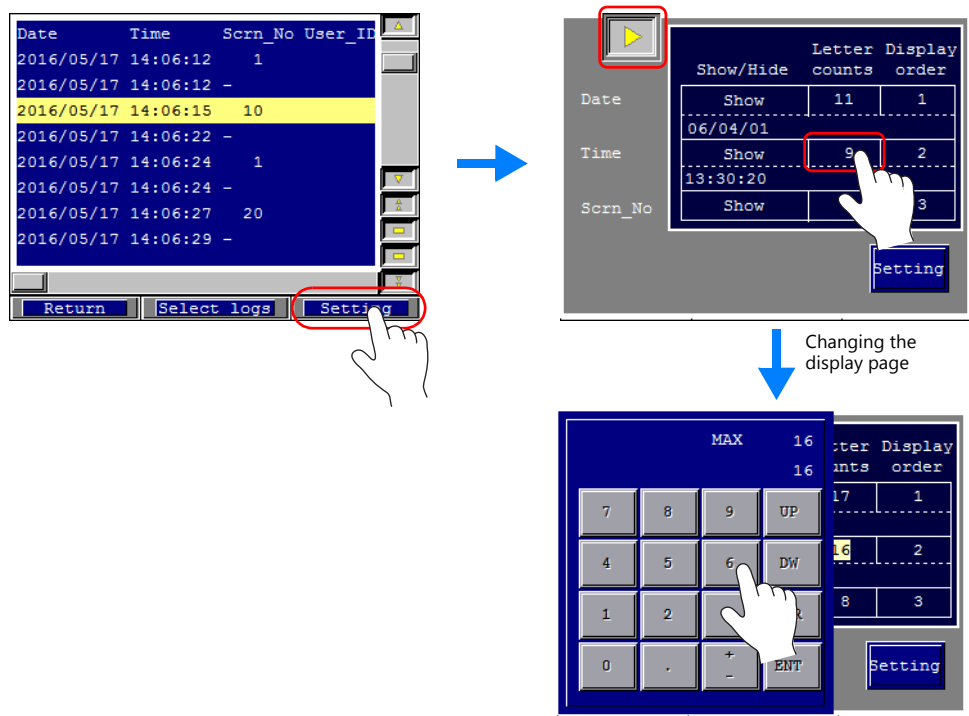 Date Time Scrn_No User_ID
2016/05/17 14:06:12 1
2016/05/17 14:06:12 -
2016/05/17 14:06:15 10
2016/05/17 14:06:22 -
2016/05/17 14:06:24 1
2016/05/17 14:06:24 -
2016/05/17 14:06:27 20
2016/05/17 14:06:29 -
Return Select logs Setting
Letter Display
Show/Hide counts order
Date Show 11 1
06/04/01
Time Show 9 2
13:30:20
Scrn_No Show 3
Setting
Changing the
display page
MAX 16
16
7 8 9 UP
4 5 6 DW
1 2
0 . +
- ENT
tter Display
unts order
17 1
16 2
8 3
Setting